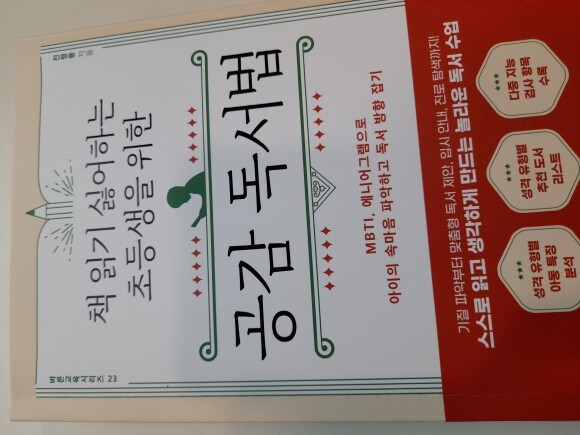 바른 교육 시리즈 23
진향용 지음
책 읽기 싫어하는
초등생을 위한
공감 독서법
MBTI, 에니어그램으로
아이의 속마음 파악하고 독서 방향 잡기
기질 파악부터 맞춤형 독서 제안, 입시 안내, 진로 탐색까지!
스스로 읽고 생각하게 만드는 놀라운 독서 수업
성격 유형별
아동 특징
분석
성격 유형별
추천 도서
리스트
다중 지능
검사 항목
수록